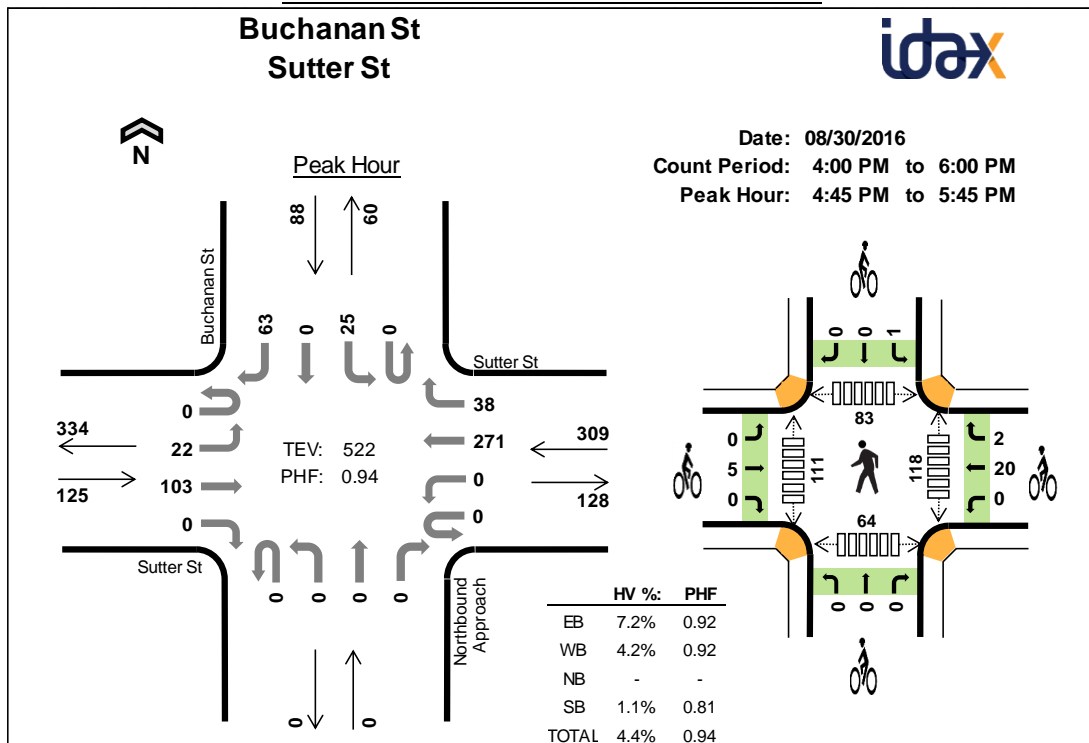 Buchanan St
Sutter St
idax
N
Peak Hour
Date: 08/30/2016
Count Period: 4:00 PM to 6:00 PM
Peak Hour: 4:45 PM to 5:45 PM
88
60
Buchanan St
63
0
25
0
Sutter St
0
22
103
0
334
125
TEV: 522
PHF: 0.94
38
271
0
0
309
128
Sutter St
0
0
0
0
Northbound
Approach
0
0
HV %: PHF
EB 7.2% 0.92
WB 4.2% 0.92
NB - -
SB 1.1% 0.81
TOTAL 4.4% 0.94
0
0
1
83
0
5
0
111
118
2
20
0
64
0
0
0